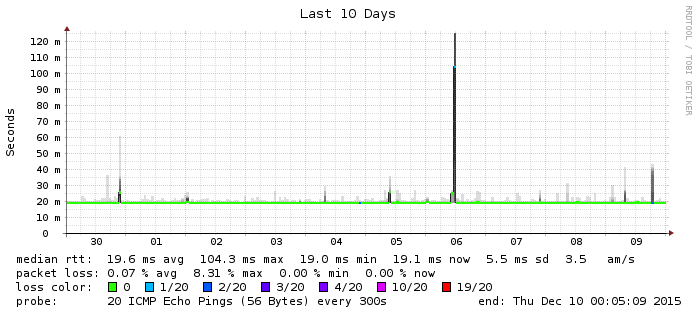 Last 10 Days
RRDTOOL / TOBI OETIKER
Seconds
120 m
110 m
100 m
90 m
80 m
70 m
60 m
50 m
40 m
30 m
20 m
10 m
0
30 01 02 03 04 05 06 07 08 09
median rtt: 19.6 ms avg 104.3 ms max 19.0 ms min 19.1 ms now 5.5 ms sd 3.5 am/s
packet loss: 0.07 % avg 8.31 % max 0.00 % min 0.00 % now
loss color: 0 1/20 2/20 3/20 4/20 10/20 19/20
probe: 20 ICMP Echo Pings (56 Bytes) every 300s end: Thu Dec 10 00:05:09 2015